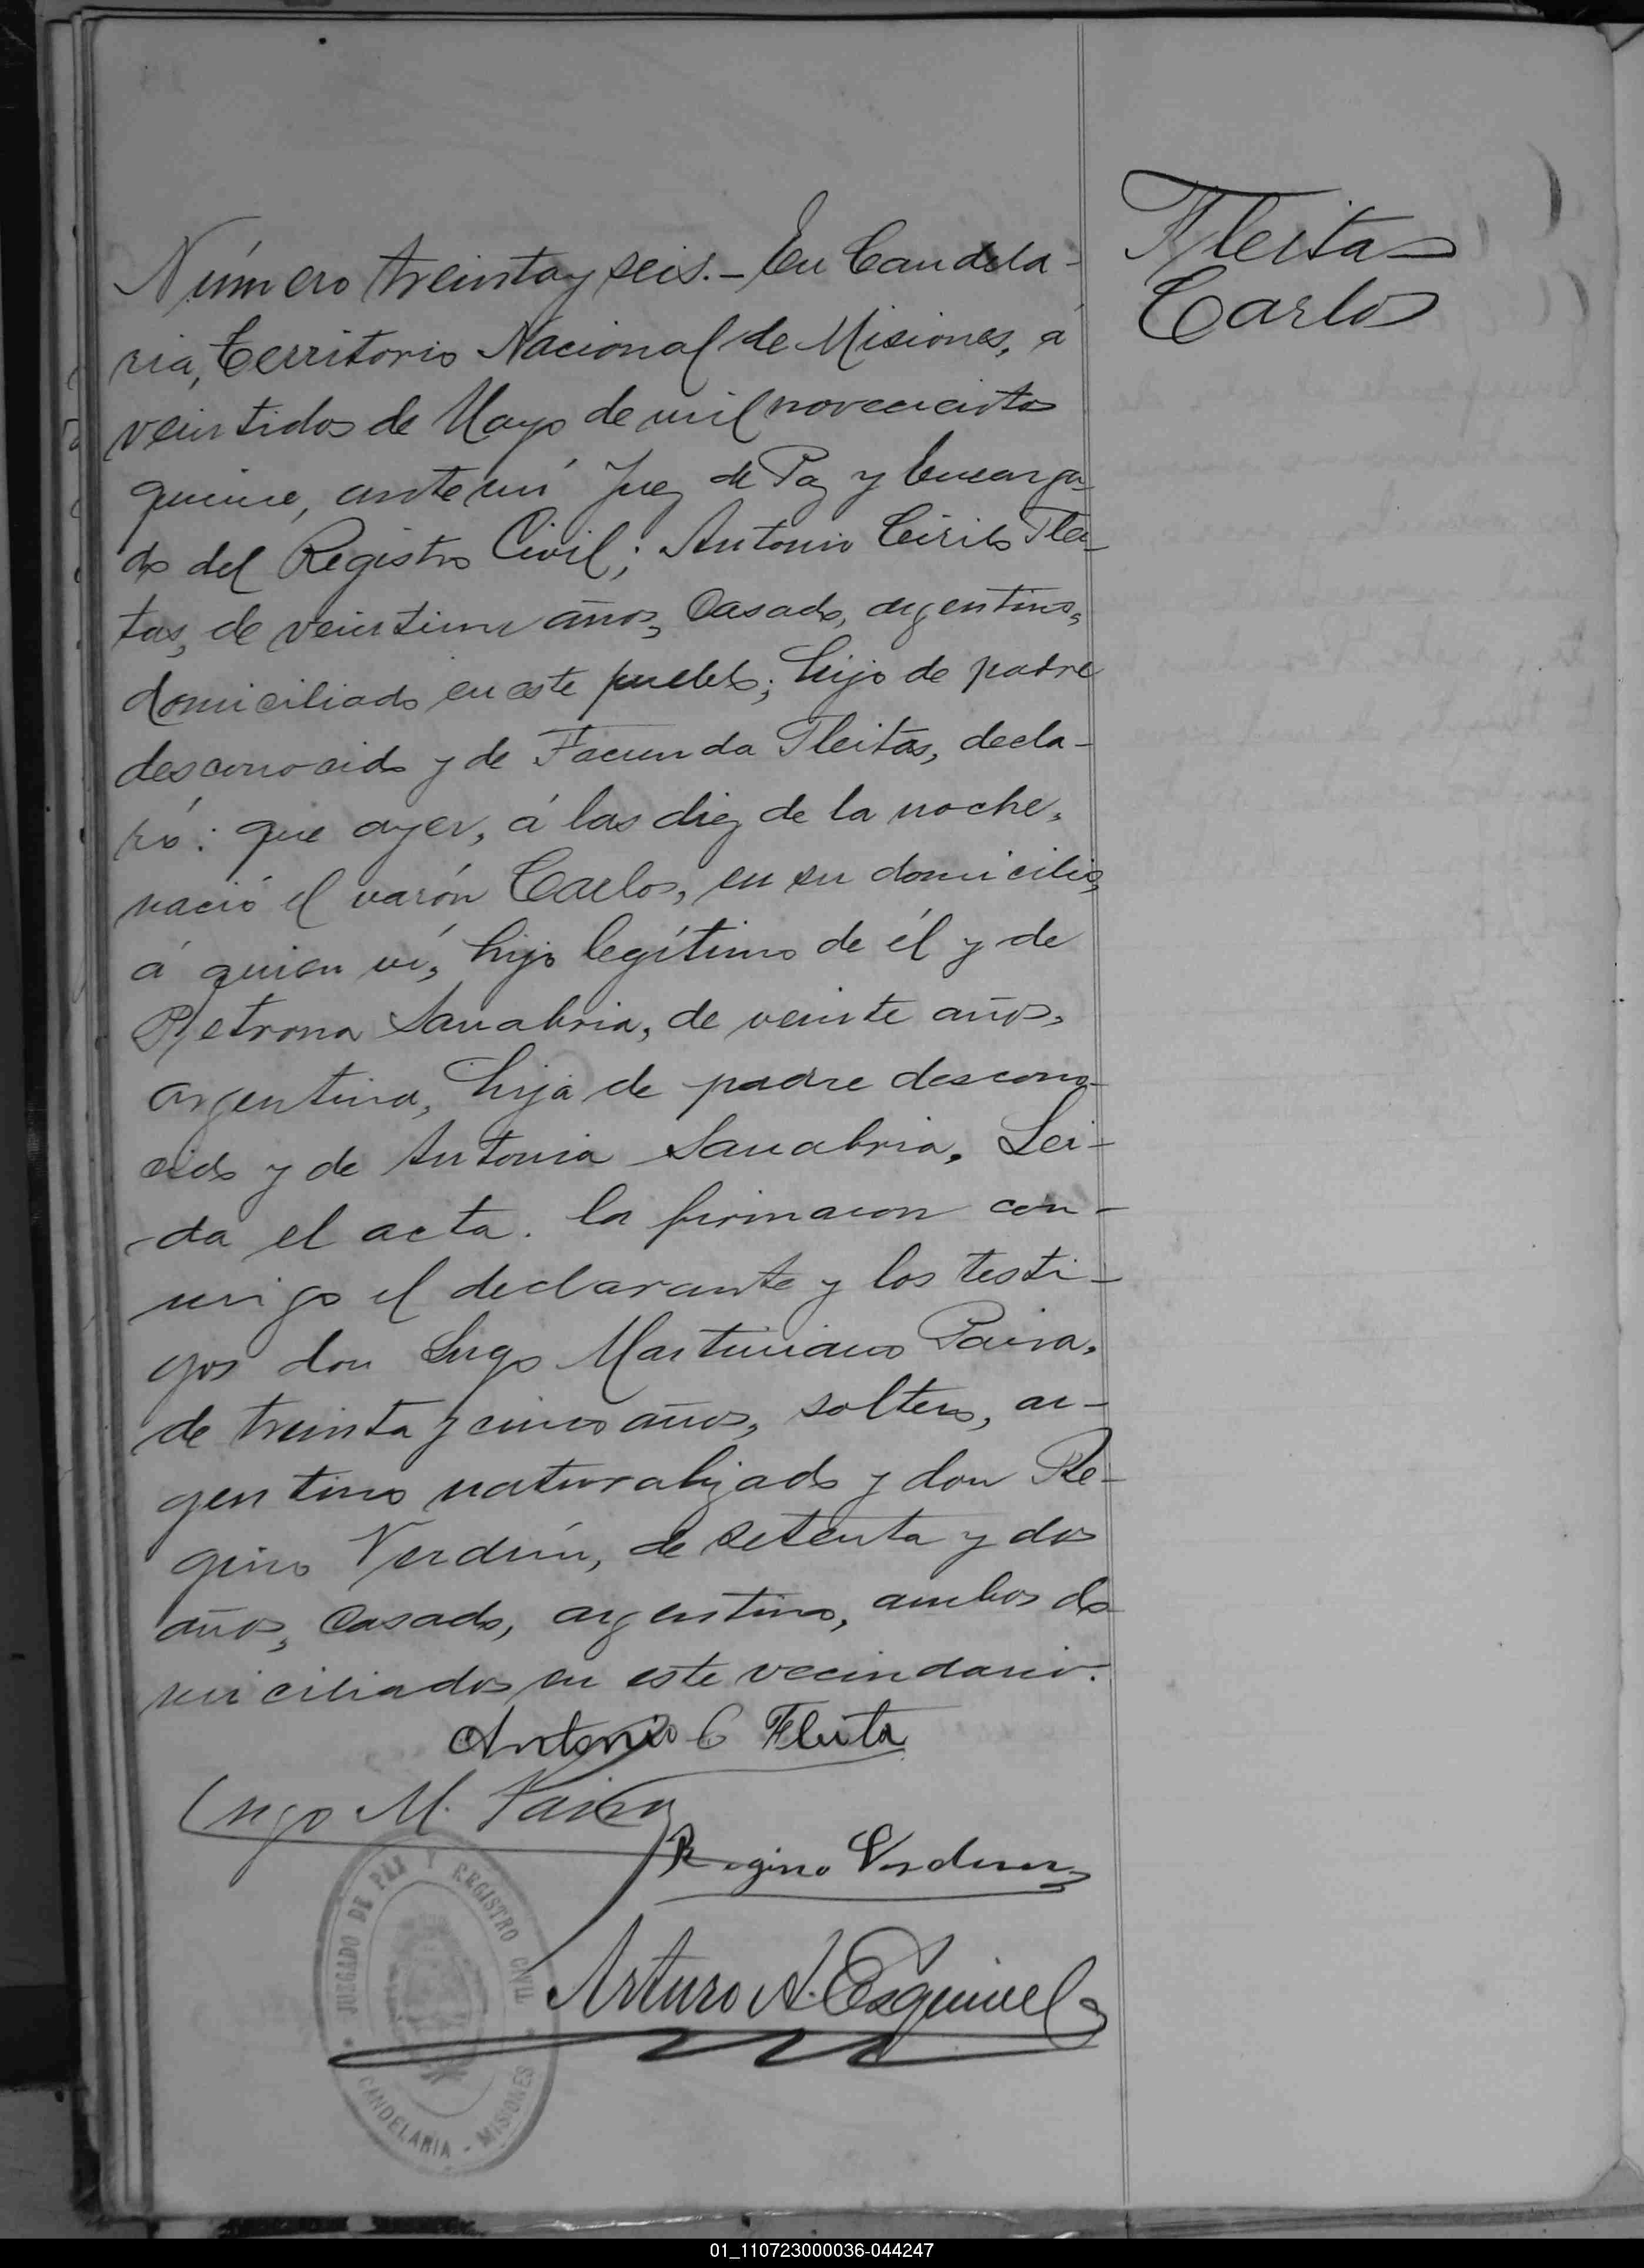 Número treinta y seis. - En Candela-
ria, Territorio Nacional de Misiones, á
veintidos de Mayo de mil novecientos
quince, ante mí Juez de Paz y Encarga-
do del Registro Civil; Antonio Cirilo Flei-
tas, de veintiun años, Casado, argentino,
domiciliado en este pueblo; hijo de padre
desconocido y de Facunda Fleitas, decla-
ró: que ayer, á las diez de la noche,
nació el varón Carlos, en su domicilio,
á quien ví, hijo legítimo de él y de
Petrona Sanabria, de veinte años,
argentina, hija de padre descono-
cido y de Antonia Sanabria. Lei-
da el acta. la firmaron con-
migo el declarante y los testi-
gos don Lugo Martiniano Paiva,
de treinta y cinco años, soltero, ar-
gentino naturalizado y don Re-
gino Verdún, de setenta y dos
años, Casado, argentino, ambos do
miciliados en este vecindario.
Antonio C Fleita
Lugo M. Paiva
Regino Verdun
Arturo A. Esquivel
JUZGADO DE PAZ Y REGISTRO CIVIL
CANDELARIA - MISIONES
Fleitas
Carlos
01_110723000036-044247